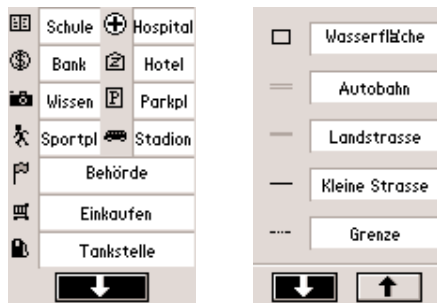 Schule Hospital
Bank Hotel
Wissen P Parkpl
Sportpl Stadion
Behörde
Einkaufen
Tankstelle
Wasserfläche
Autobahn
Landstrasse
Kleine Strasse
Grenze